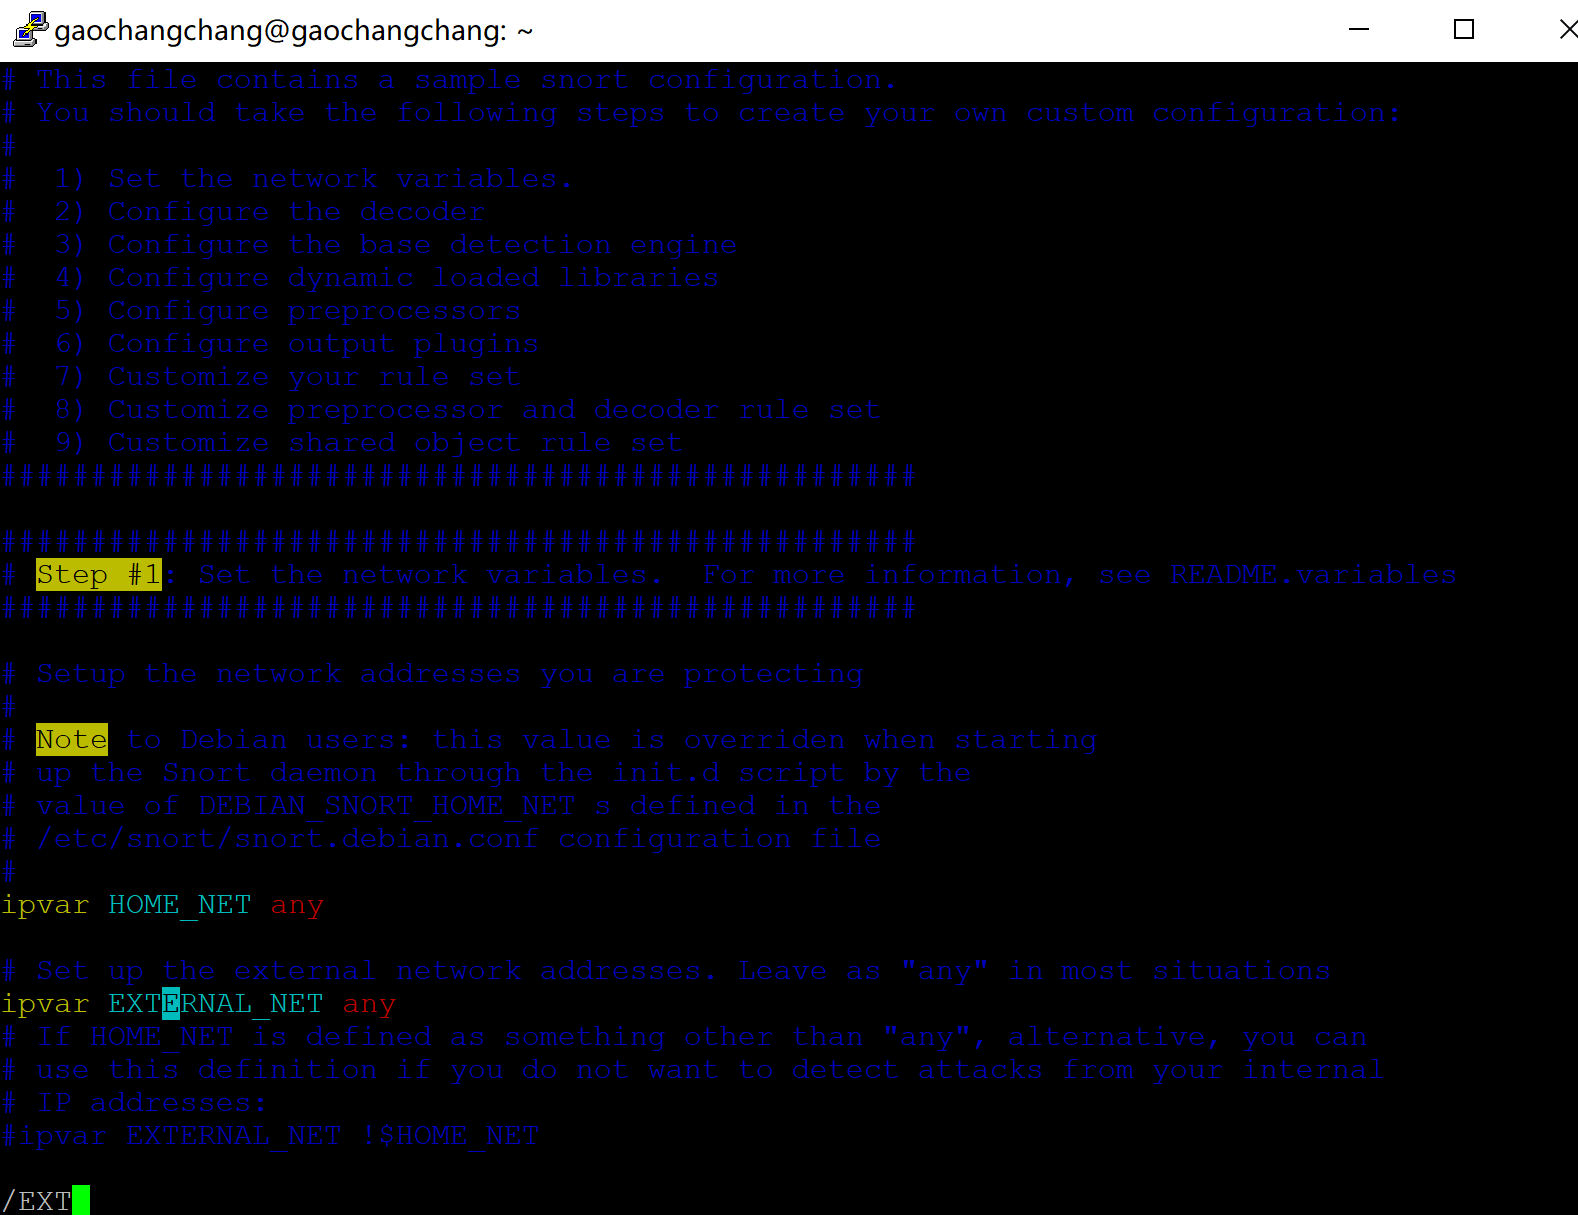 gaochangchang@gaochangchang: ~
# This file contains a sample snort configuration.
# You should take the following steps to create your own custom configuration:
#
#  1) Set the network variables.
#  2) Configure the decoder
#  3) Configure the base detection engine
#  4) Configure dynamic loaded libraries
#  5) Configure preprocessors
#  6) Configure output plugins
#  7) Customize your rule set
#  8) Customize preprocessor and decoder rule set
#  9) Customize shared object rule set
###################################################
###################################################
# Step #1: Set the network variables.  For more information, see README.variables
###################################################
# Setup the network addresses you are protecting
#
# Note to Debian users: this value is overriden when starting
# up the Snort daemon through the init.d script by the
# value of DEBIAN_SNORT_HOME_NET s defined in the
# /etc/snort/snort.debian.conf configuration file
#
ipvar HOME_NET any
# Set up the external network addresses. Leave as "any" in most situations
ipvar EXTERNAL_NET any
# If HOME_NET is defined as something other than "any", alternative, you can
# use this definition if you do not want to detect attacks from your internal
# IP addresses:
#ipvar EXTERNAL_NET !$HOME_NET
/EXT